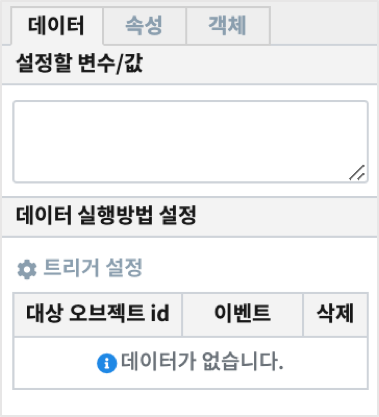 데이터 속성 객체
설정할 변수/값
데이터 실행방법 설정
트리거 설정
대상 오브젝트 id 이벤트 삭제
데이터가 없습니다.